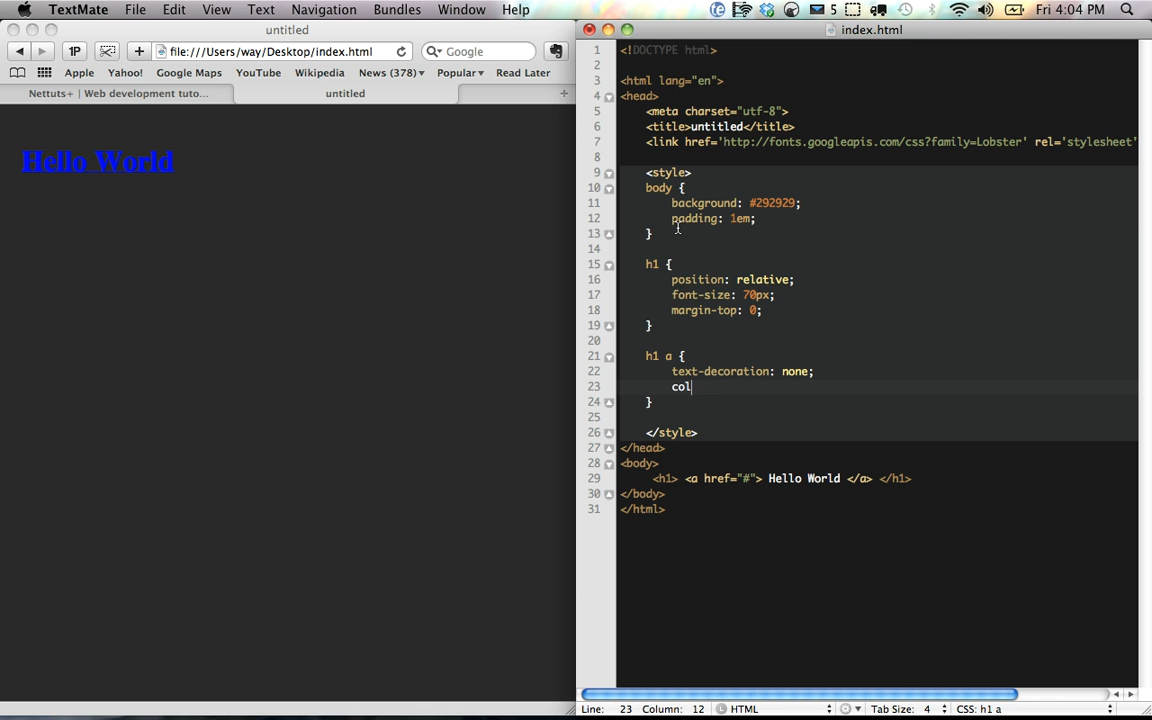 TextMate File Edit View Text Navigation Bundles Window Help 5 Fri 4:04 PM
untitled
1P + file:///Users/way/Desktop/index.html Google
Apple Yahoo! Google Maps YouTube Wikipedia News (378)▾ Popular▾ Read Later
Nettuts+ | Web development tuto... untitled +
Hello World
index.html
1 <!DOCTYPE html>
2
3 <html lang="en">
4 <head>
5 <meta charset="utf-8">
6 <title>untitled</title>
7 <link href='http://fonts.googleapis.com/css?family=Lobster' rel='stylesheet'
8
9 <style>
10 body {
11 background: #292929;
12 padding: 1em;
13 }
14
15 h1 {
16 position: relative;
17 font-size: 70px;
18 margin-top: 0;
19 }
20
21 h1 a {
22 text-decoration: none;
23 col
24 }
25
26 </style>
27 </head>
28 <body>
29 <h1> <a href="#"> Hello World </a> </h1>
30 </body>
31 </html>
Line: 23 Column: 12 L HTML Tab Size: 4 CSS: h1 a